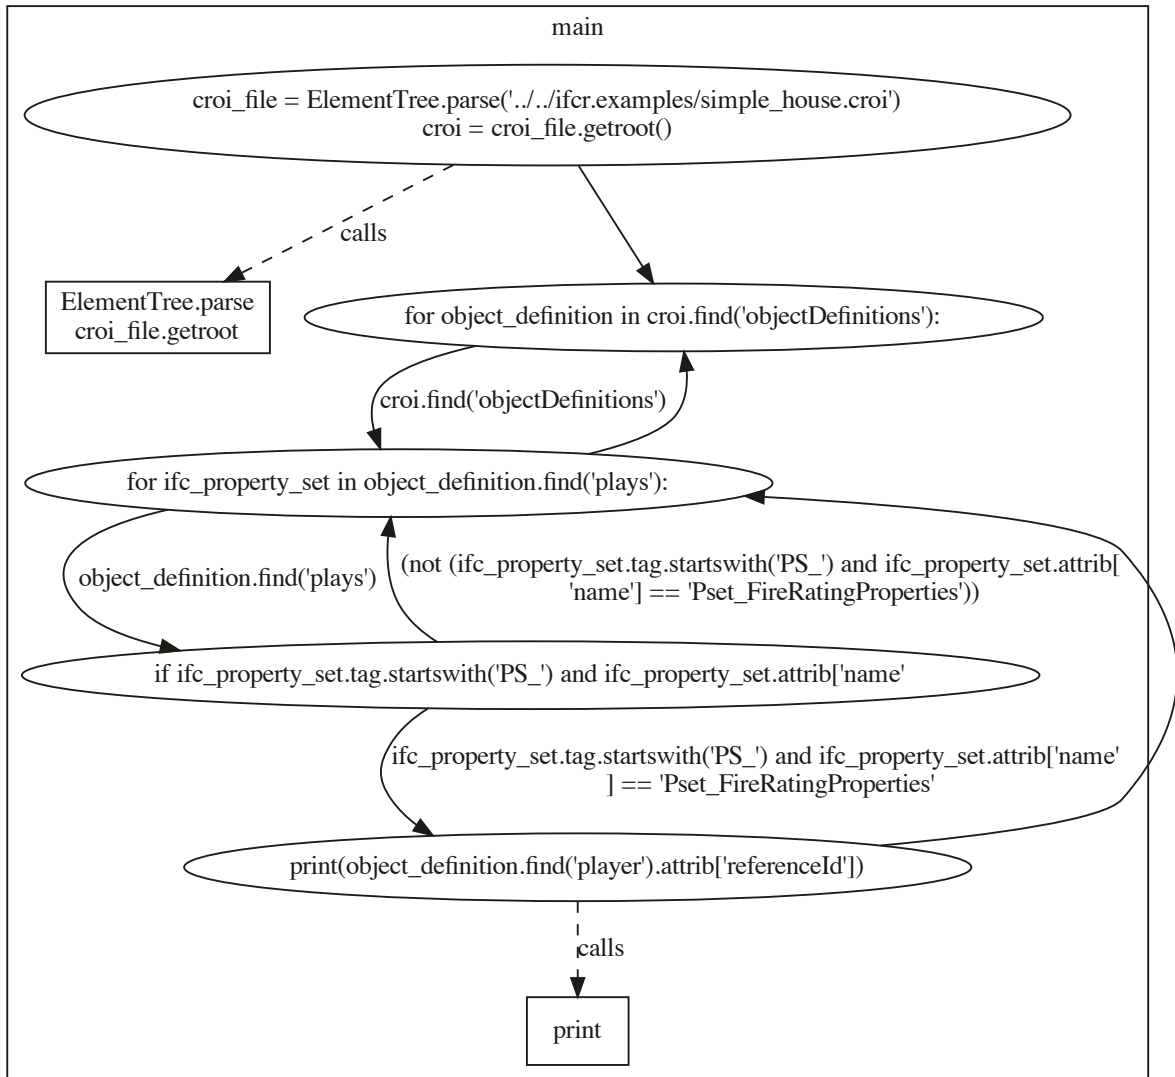 main
croi_file = ElementTree.parse('../../ifcr.examples/simple_house.croi')
croi = croi_file.getroot()
calls
ElementTree.parse
croi_file.getroot
for object_definition in croi.find('objectDefinitions'):
croi.find('objectDefinitions')
for ifc_property_set in object_definition.find('plays'):
object_definition.find('plays')
(not (ifc_property_set.tag.startswith('PS_') and ifc_property_set.attrib[
'name'] == 'Pset_FireRatingProperties'))
if ifc_property_set.tag.startswith('PS_') and ifc_property_set.attrib['name'
ifc_property_set.tag.startswith('PS_') and ifc_property_set.attrib['name'
] == 'Pset_FireRatingProperties'
print(object_definition.find('player').attrib['referenceId'])
calls
print